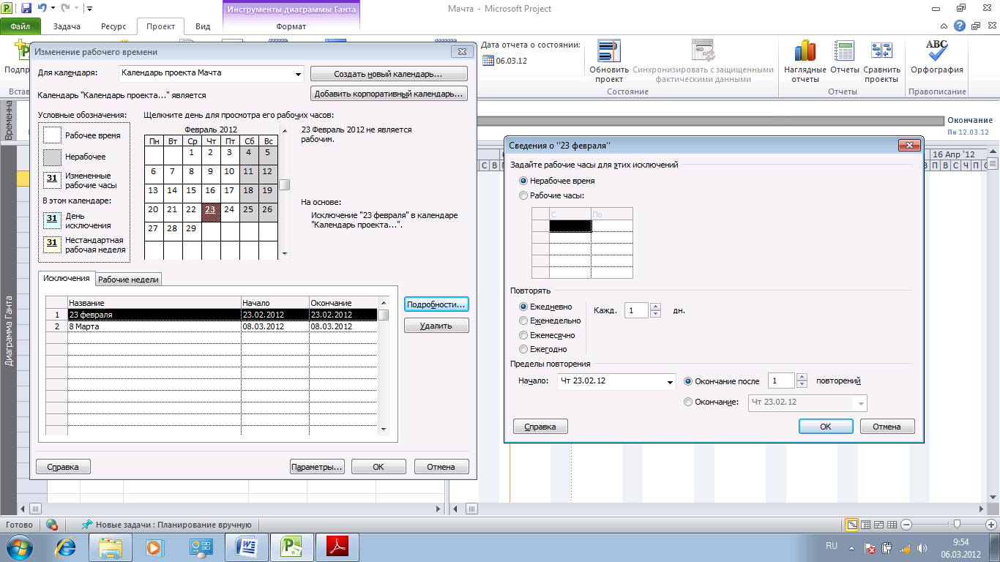 Инструменты диаграммы Ганта
Мачта - Microsoft Project
Файл Задача Ресурс Проект Вид Формат
Изменение рабочего времени
Для календаря: Календарь проекта Мачта
Создать новый календарь...
Календарь "Календарь проекта..." является
Добавить корпоративный календарь...
Условные обозначения:
Рабочее время
Нерабочее
31 Измененные рабочие часы
В этом календаре:
31 День исключения
31 Нестандартная рабочая неделя
Щелкните день для просмотра его рабочих часов:
Февраль 2012
Пн Вт Ср Чт Пт Сб Вс
1 2 3 4 5
6 7 8 9 10 11 12
13 14 15 16 17 18 19
20 21 22 23 24 25 26
27 28 29
23 Февраль 2012 не является
рабочим.
На основе:
Исключение "23 февраля" в календаре
"Календарь проекта...".
Исключения Рабочие недели
Название Начало Окончание
1 23 февраля 23.02.2012 23.02.2012
2 8 Марта 08.03.2012 08.03.2012
Подробности...
Удалить
Справка Параметры... ОК Отмена
Дата отчета о состоянии:
06.03.12
Обновить проект
Синхронизировать с защищенными фактическими данными
Состояние
Наглядные отчеты
Отчеты
Сравнить проекты
Отчеты
ABC
Орфография
Правописание
Подпр
Встав
Временна
Окончание
Пн 12.03.12
16 Апр '12
С В П
П В С Ч П С
Диаграмма Ганта
Сведения о "23 февраля"
Задайте рабочие часы для этих исключений
Нерабочее время
Рабочие часы:
С По
Повторять
Ежедневно
Еженедельно
Ежемесячно
Ежегодно
Кажд. 1 дн.
Пределы повторения
Начало: Чт 23.02.12
Окончание после 1 повторений
Окончание: Чт 23.02.12
Справка ОК Отмена
Готово
Новые задачи : Планирование вручную
RU
9:54
06.03.2012